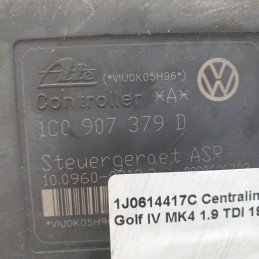 Ate (*VIU0K05H96*)
Controller *A*
1C0 907 379 D
Steuergeraet ASR
10.0960-
*VIU0K05H96*
1J0614417C Centralin
Golf IV MK4 1.9 TDI 19